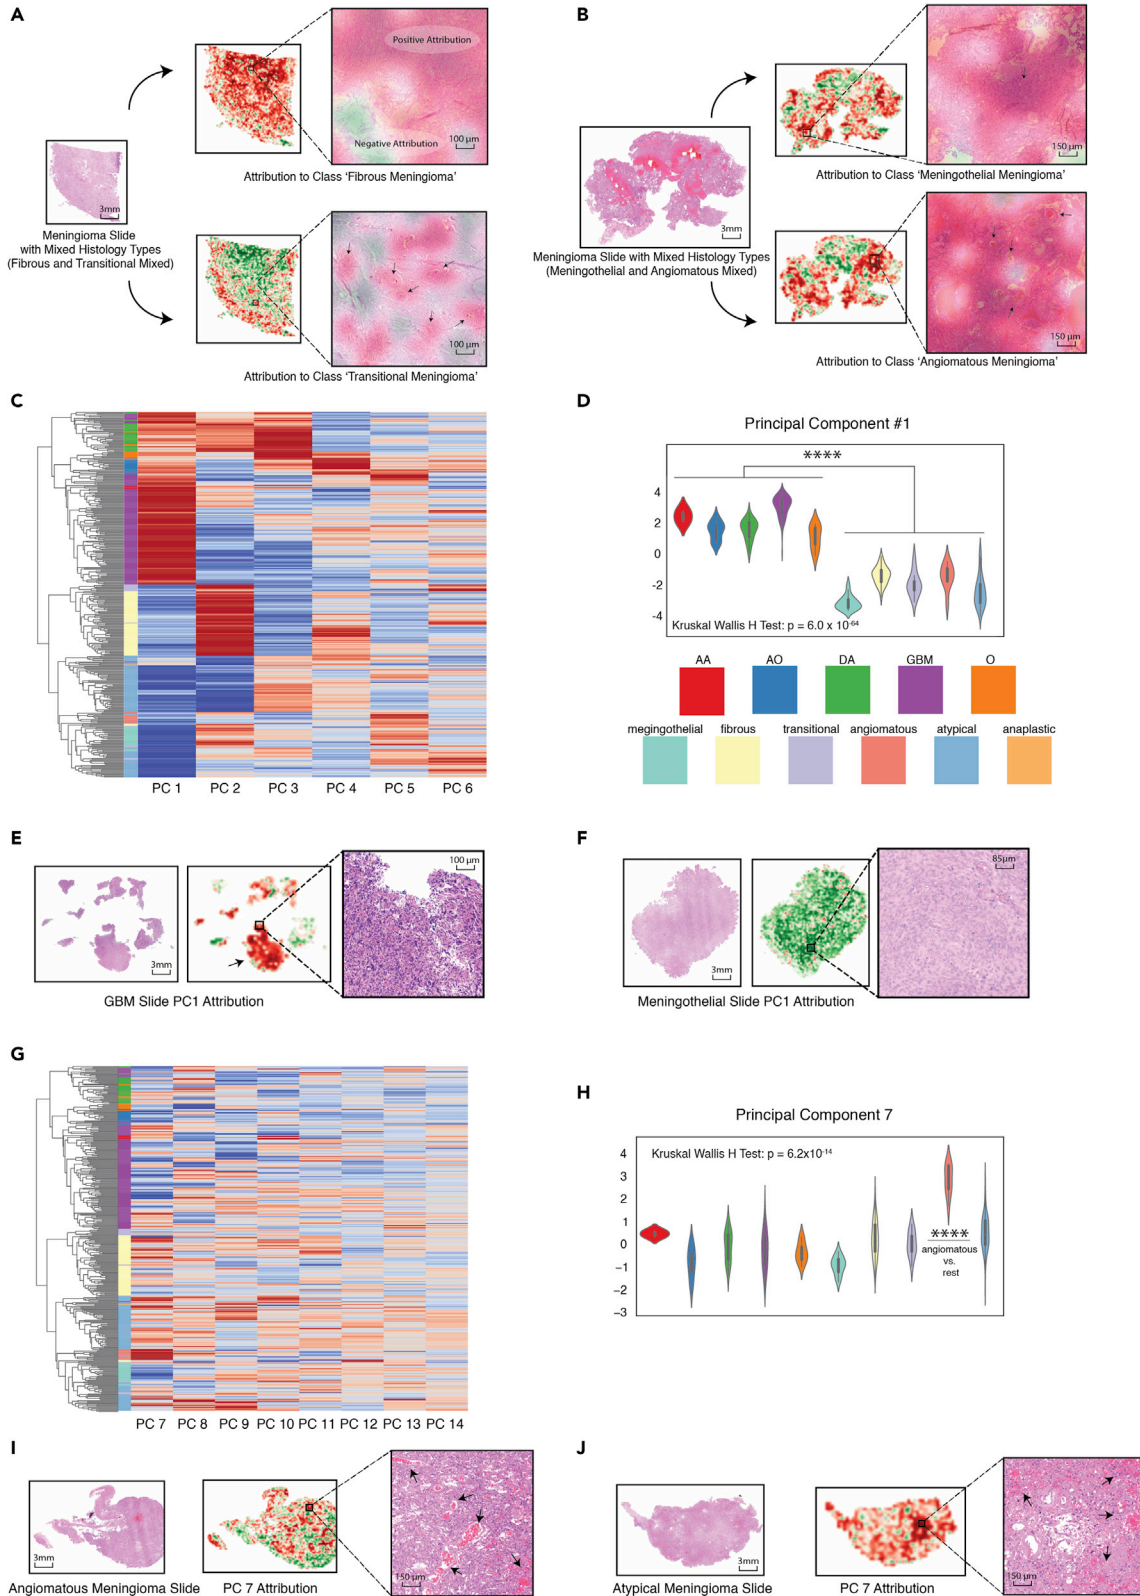 A
Positive Attribution
Negative Attribution
100 µm
Attribution to Class ‘Fibrous Meningioma’
3mm
Meningioma Slide
with Mixed Histology Types
(Fibrous and Transitional Mixed)
100 µm
Attribution to Class ‘Transitional Meningioma’
B
150 µm
Attribution to Class ‘Meningothelial Meningioma’
3mm
Meningioma Slide with Mixed Histology Types
(Meningothelial and Angiomatous Mixed)
150 µm
Attribution to Class ‘Angiomatous Meningioma’
C
PC 1 PC 2 PC 3 PC 4 PC 5 PC 6
D
Principal Component #1
****
4
2
0
-2
-4
Kruskal Wallis H Test: p = 6.0 x 10⁻⁶⁴
AA AO DA GBM O
megingothelial fibrous transitional angiomatous atypical anaplastic
E
100 µm
3mm
GBM Slide PC1 Attribution
F
85µm
3mm
Meningothelial Slide PC1 Attribution
G
PC 7 PC 8 PC 9 PC 10 PC 11 PC 12 PC 13 PC 14
H
Principal Component 7
Kruskal Wallis H Test: p = 6.2x10⁻¹⁴
4
3
2
1
0
−1
−2
−3
****
angiomatous
vs.
rest
I
3mm
150 µm
Angiomatous Meningioma Slide
PC 7 Attribution
J
3mm
150 µm
Atypical Meningioma Slide
PC 7 Attribution